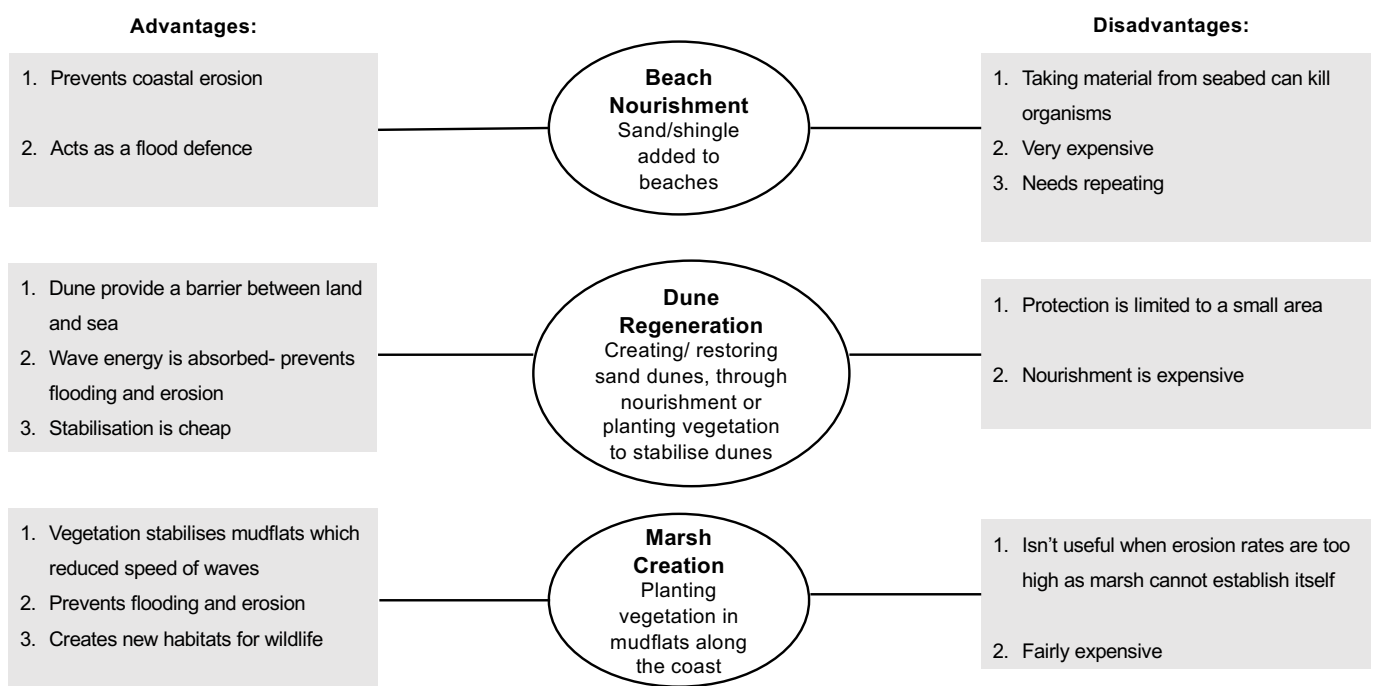 Advantages:
Disadvantages:
1. Prevents coastal erosion
2. Acts as a flood defence
Beach
Nourishment
Sand/shingle
added to
beaches
1. Taking material from seabed can kill
organisms
2. Very expensive
3. Needs repeating
1. Dune provide a barrier between land
and sea
2. Wave energy is absorbed- prevents
flooding and erosion
3. Stabilisation is cheap
Dune
Regeneration
Creating/ restoring
sand dunes, through
nourishment or
planting vegetation
to stabilise dunes
1. Protection is limited to a small area
2. Nourishment is expensive
1. Vegetation stabilises mudflats which
reduced speed of waves
2. Prevents flooding and erosion
3. Creates new habitats for wildlife
Marsh
Creation
Planting
vegetation in
mudflats along
the coast
1. Isn’t useful when erosion rates are too
high as marsh cannot establish itself
2. Fairly expensive